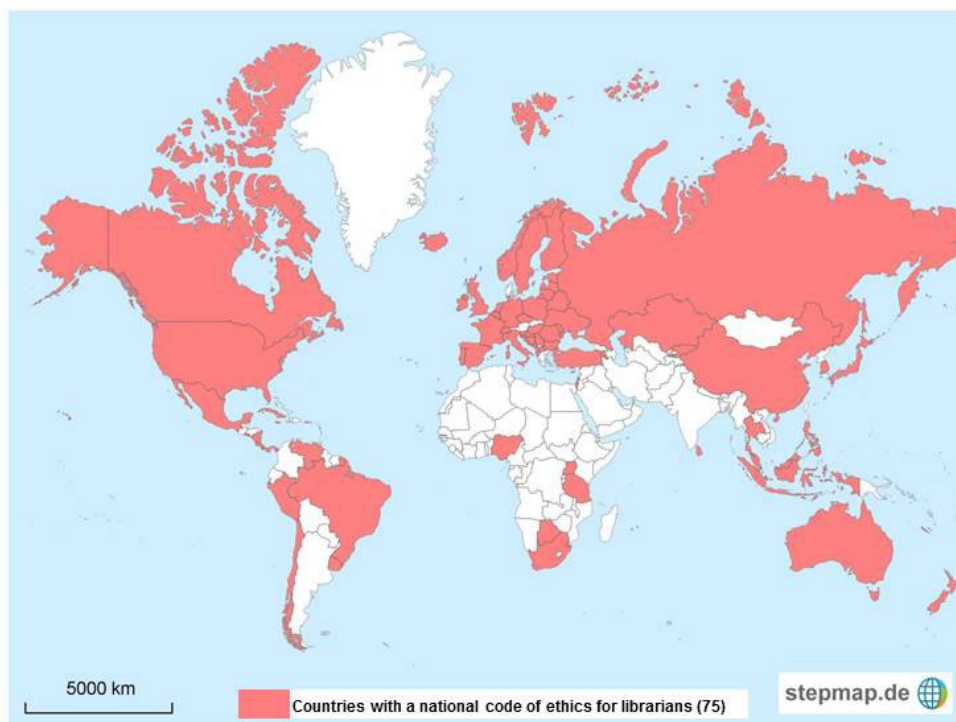 5000 km
Countries with a national code of ethics for librarians (75)
stepmap.de